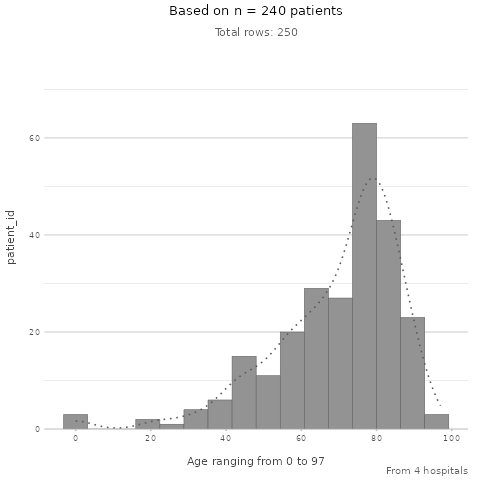 Based on n = 240 patients
Total rows: 250
60
40
20
0
patient_id
0 20 40 60 80 100
Age ranging from 0 to 97
From 4 hospitals